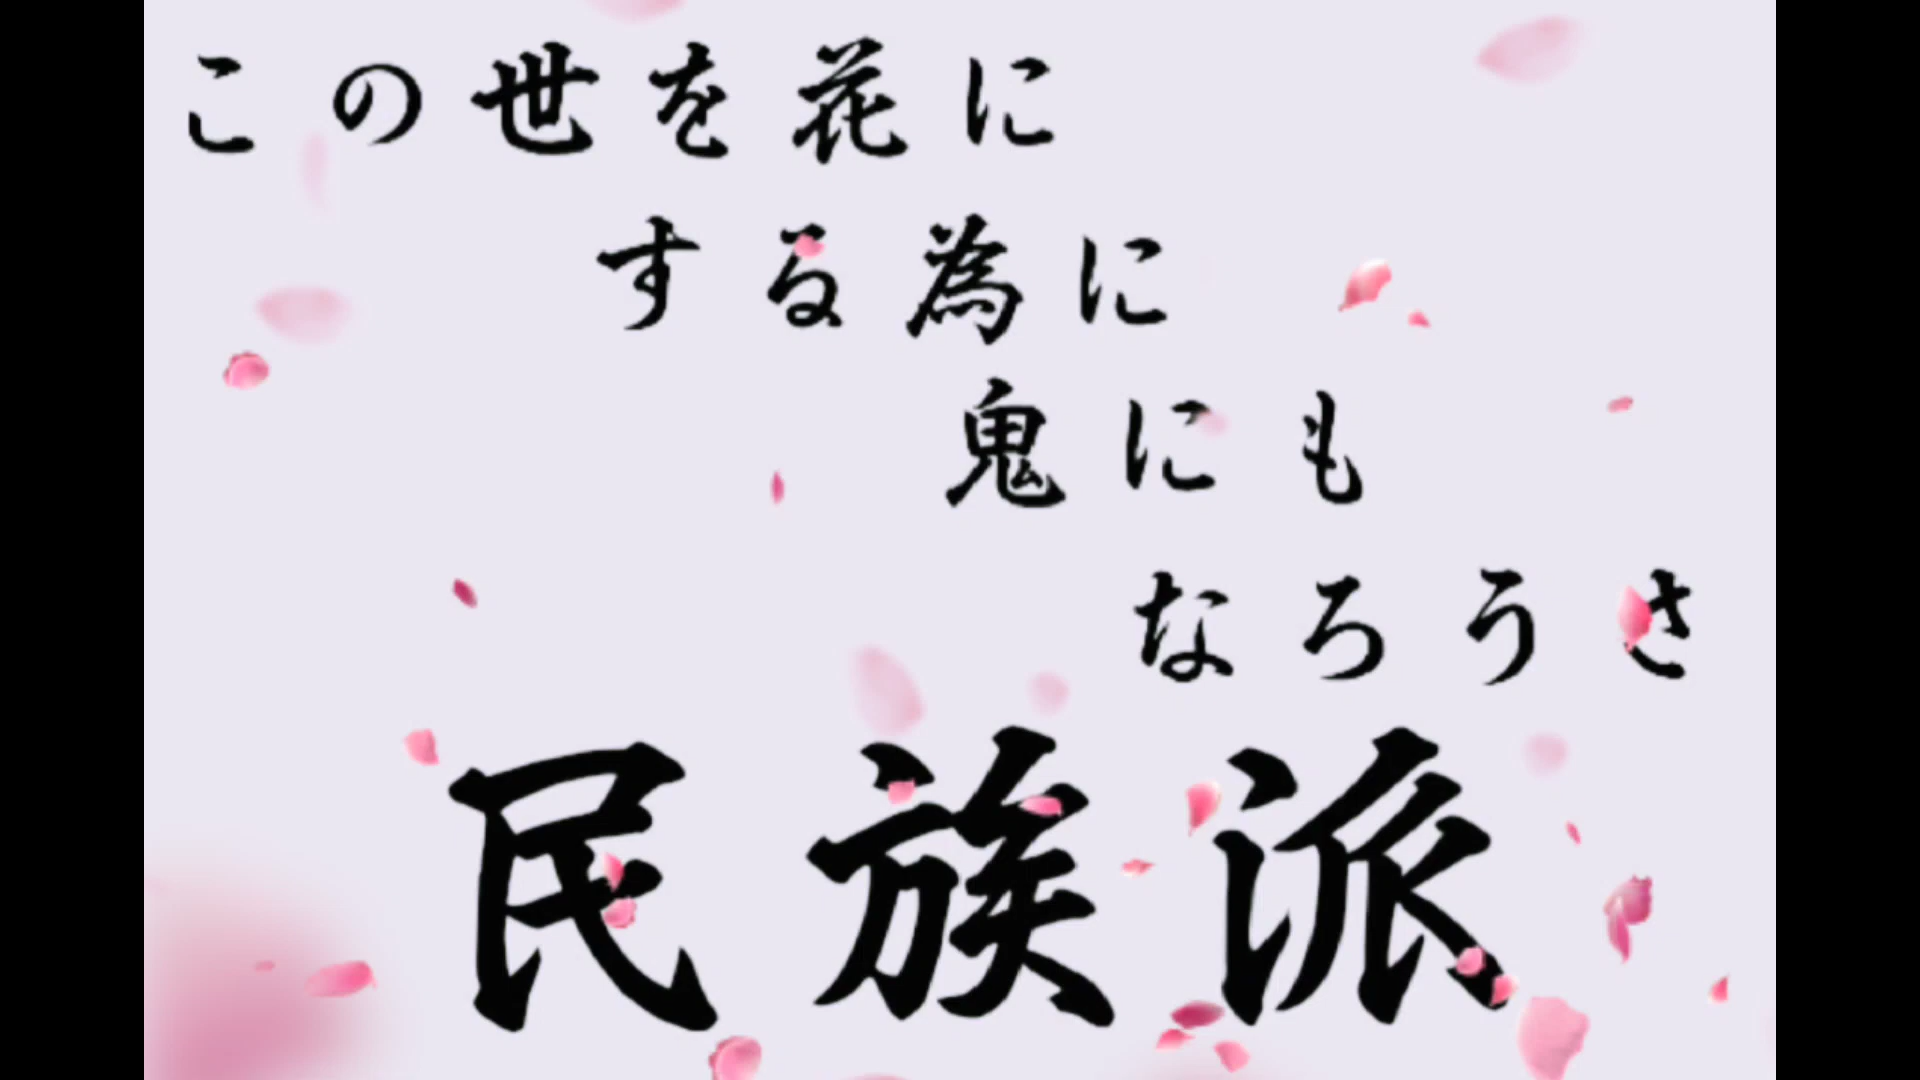 この世を花に
する為に
鬼にも
なろうさ
民族派